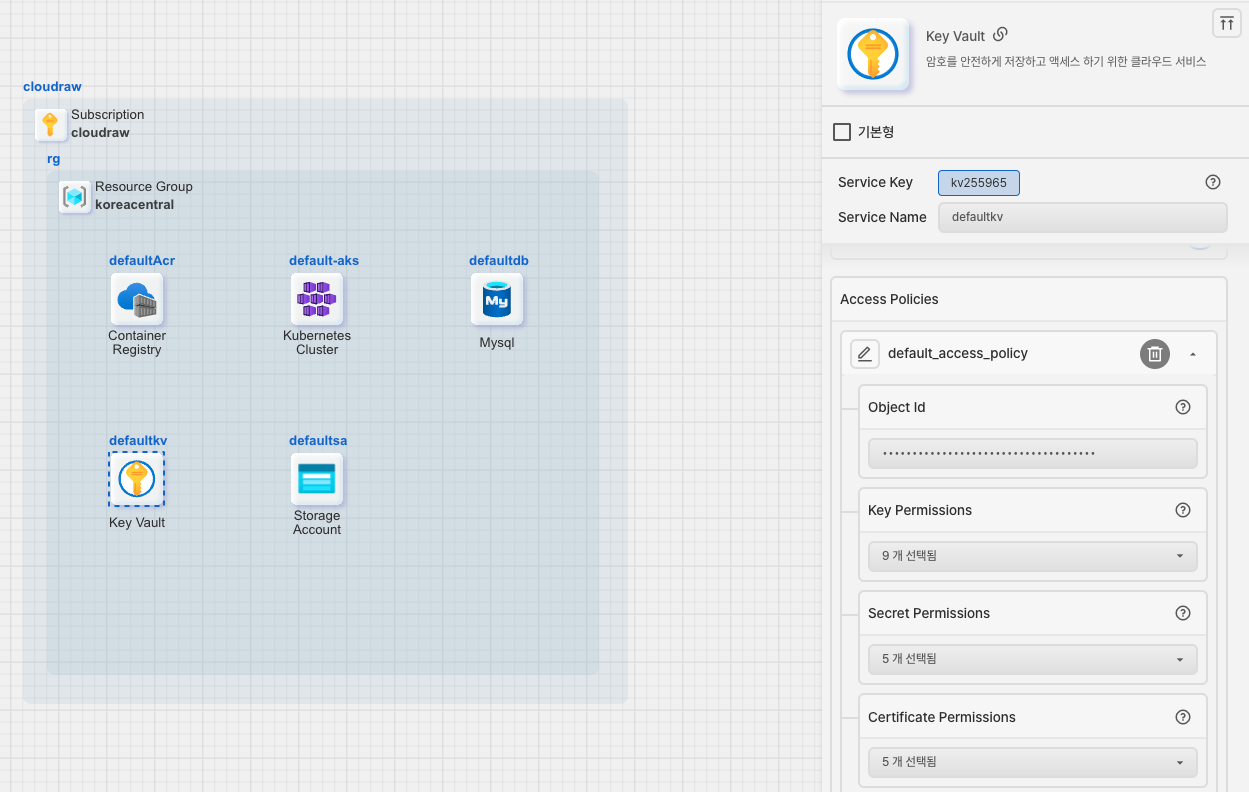 cloudraw
Subscription
cloudraw
rg
Resource Group
koreacentral
defaultAcr
Container
Registry
default-aks
Kubernetes
Cluster
defaultdb
My
Mysql
defaultkv
Key Vault
defaultsa
Storage
Account
Key Vault
암호를 안전하게 저장하고 액세스 하기 위한 클라우드 서비스
기본형
Service Key
kv255965
Service Name
defaultkv
Access Policies
default_access_policy
Object Id
••••••••••••••••••••••••••••••••••••
Key Permissions
9 개 선택됨
Secret Permissions
5 개 선택됨
Certificate Permissions
5 개 선택됨